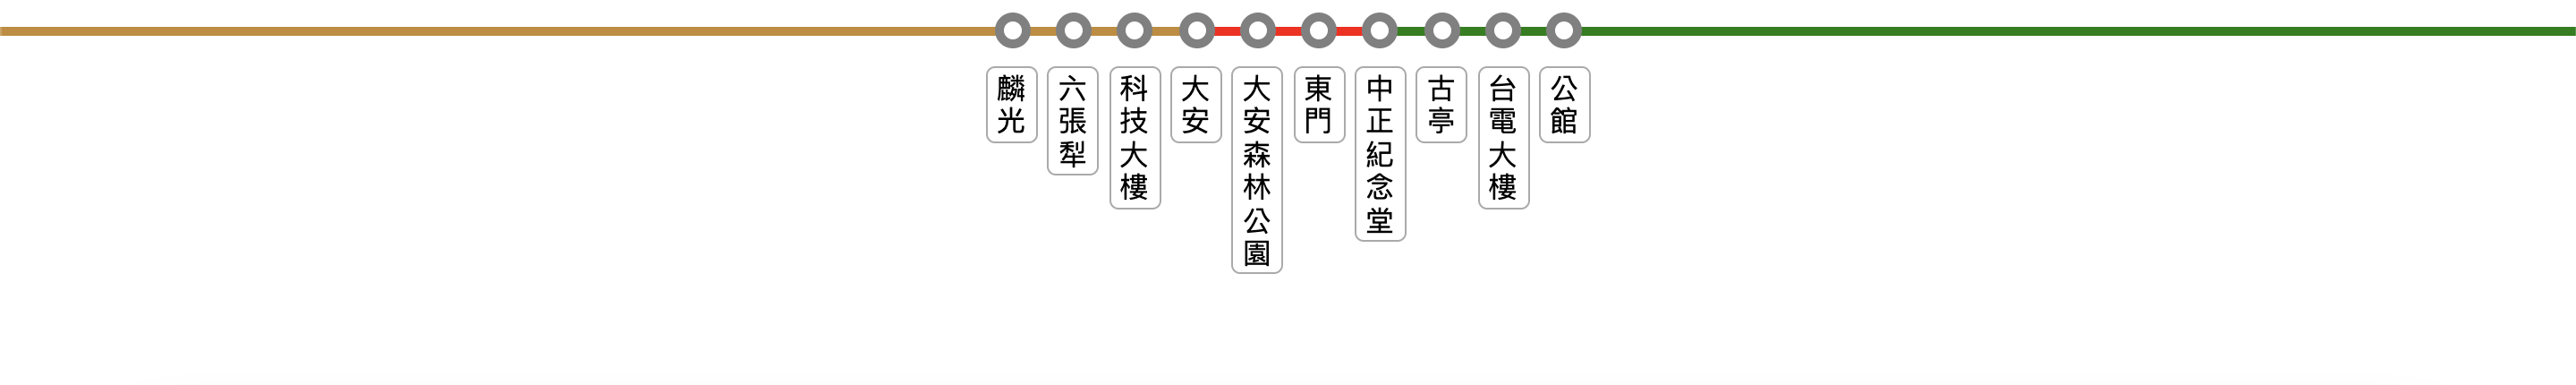 麟光
六張犁
科技大樓
大安
大安森林公園
東門
中正紀念堂
古亭
台電大樓
公館